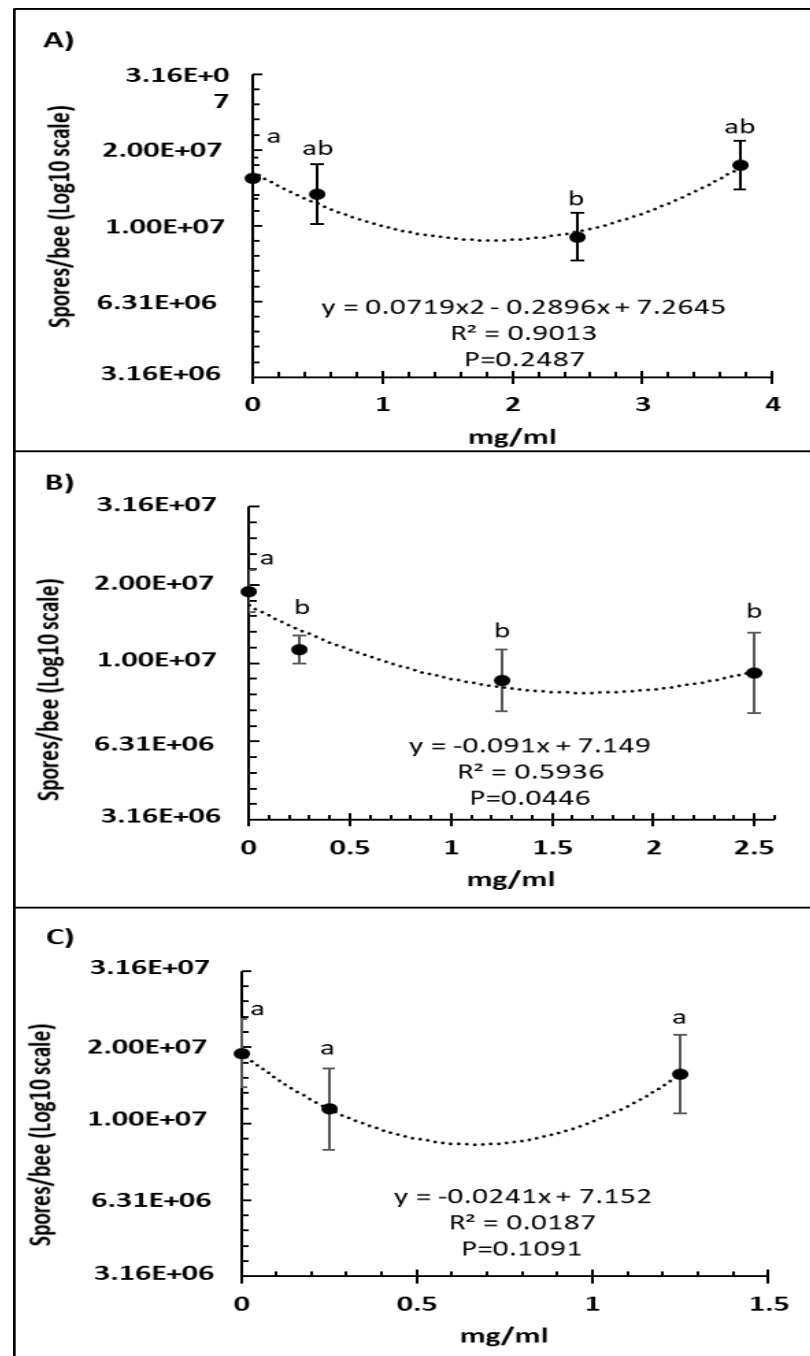 A)
3.16E+0
7
2.00E+07
1.00E+07
6.31E+06
3.16E+06
Spores/bee (Log10 scale)
a
ab
b
ab
y = 0.0719x2 - 0.2896x + 7.2645
R² = 0.9013
P=0.2487
0 1 2 3 4
mg/ml
B)
3.16E+07
2.00E+07
1.00E+07
6.31E+06
3.16E+06
Spores/bee (Log10 scale)
a
b
b
b
y = -0.091x + 7.149
R² = 0.5936
P=0.0446
0 0.5 1 1.5 2 2.5
mg/ml
C)
3.16E+07
2.00E+07
1.00E+07
6.31E+06
3.16E+06
Spores/bee (Log10 scale)
a
a
a
y = -0.0241x + 7.152
R² = 0.0187
P=0.1091
0 0.5 1 1.5
mg/ml